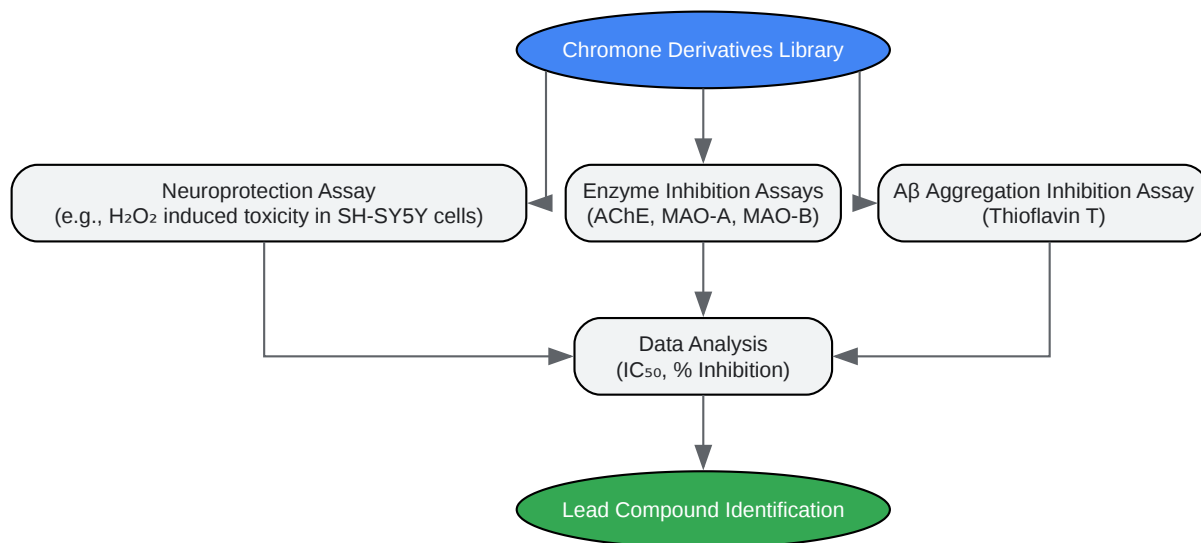 Chromone Derivatives Library
Neuroprotection Assay
(e.g., H₂O₂ induced toxicity in SH-SY5Y cells)
Enzyme Inhibition Assays
(AChE, MAO-A, MAO-B)
Aβ Aggregation Inhibition Assay
(Thioflavin T)
Data Analysis
(IC₅₀, % Inhibition)
Lead Compound Identification